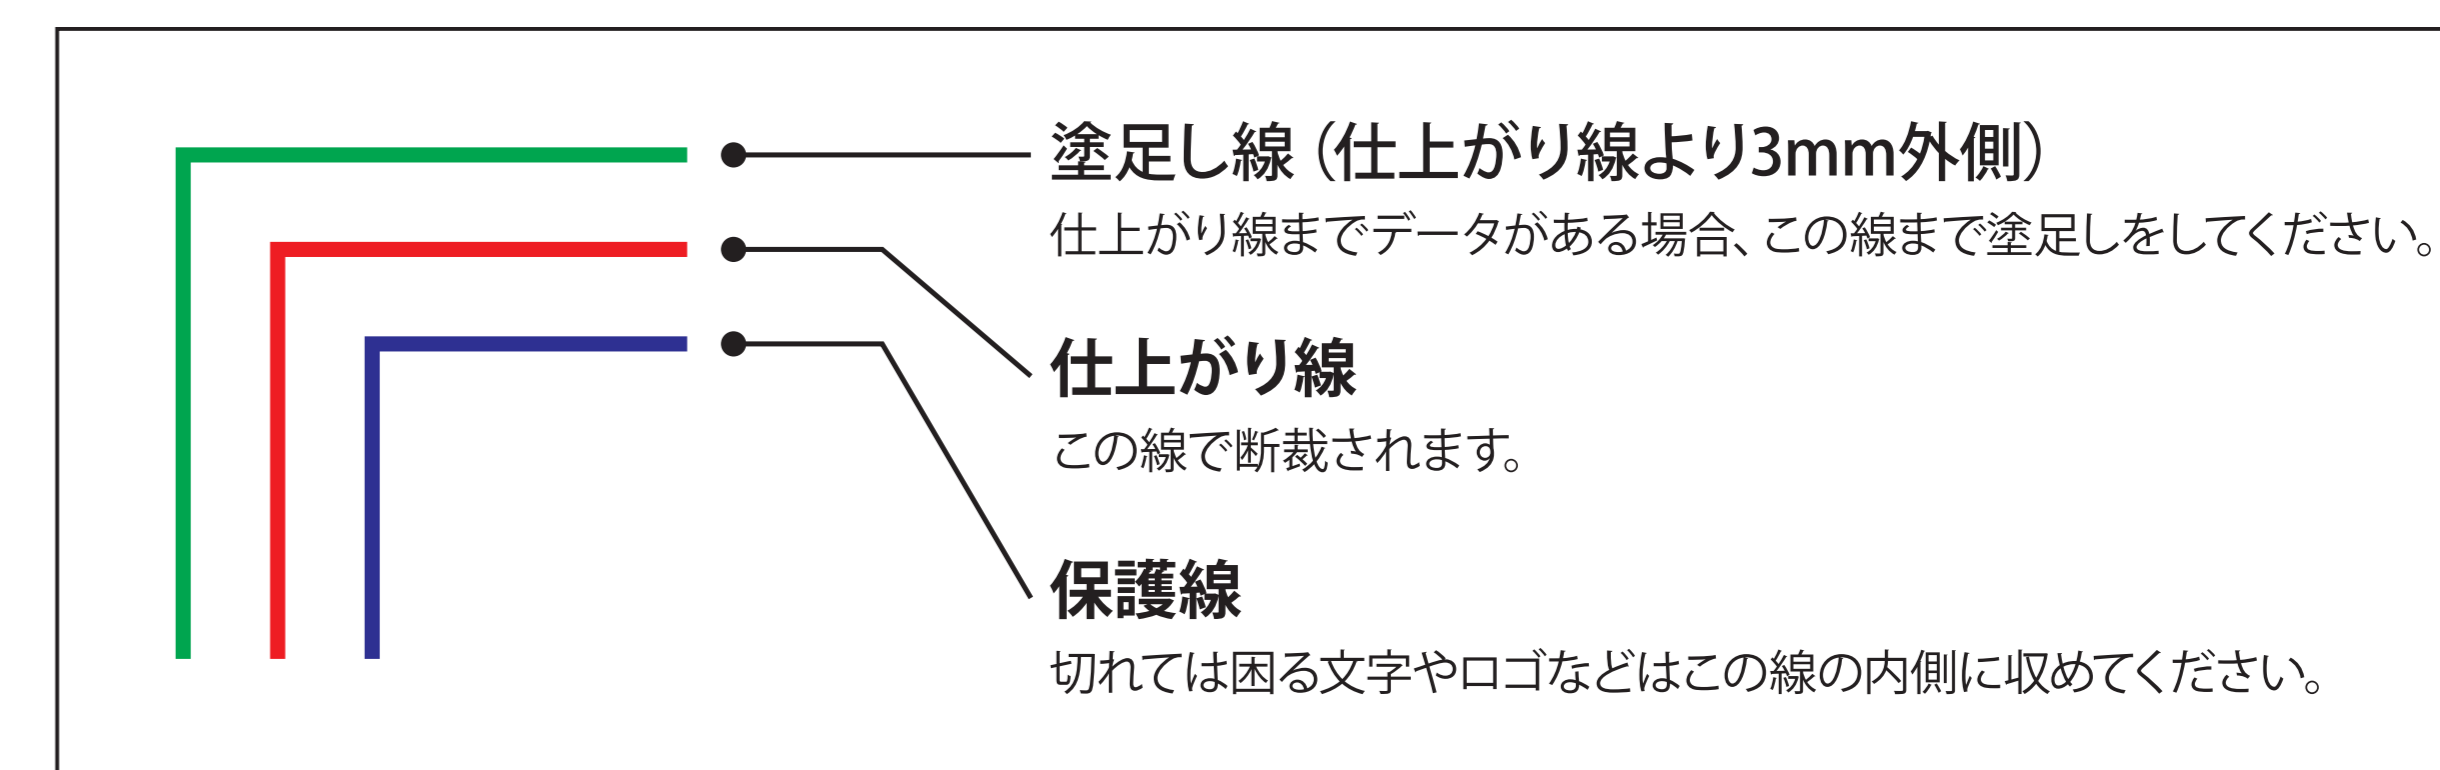 塗足し線（仕上がり線より3mm外側）
仕上がり線までデータがある場合、この線まで塗足しをしてください。
仕上がり線
この線で断裁されます。
保護線
切れては困る文字やロゴなどはこの線の内側に収めてください。